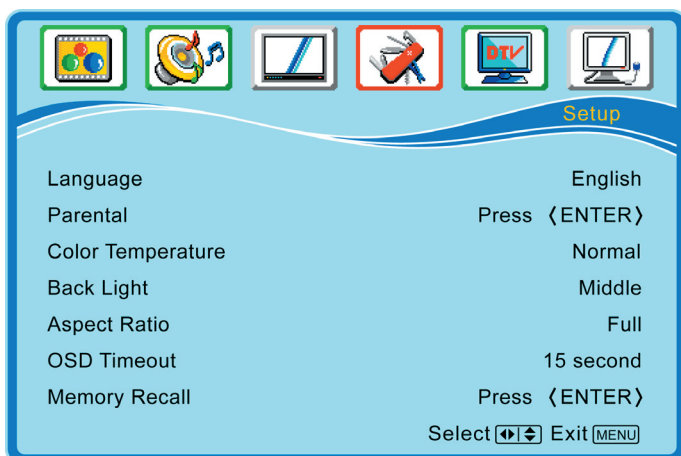 DTV
Setup
Language English
Parental Press 〈ENTER〉
Color Temperature Normal
Back Light Middle
Aspect Ratio Full
OSD Timeout 15 second
Memory Recall Press 〈ENTER〉
Select Exit MENU